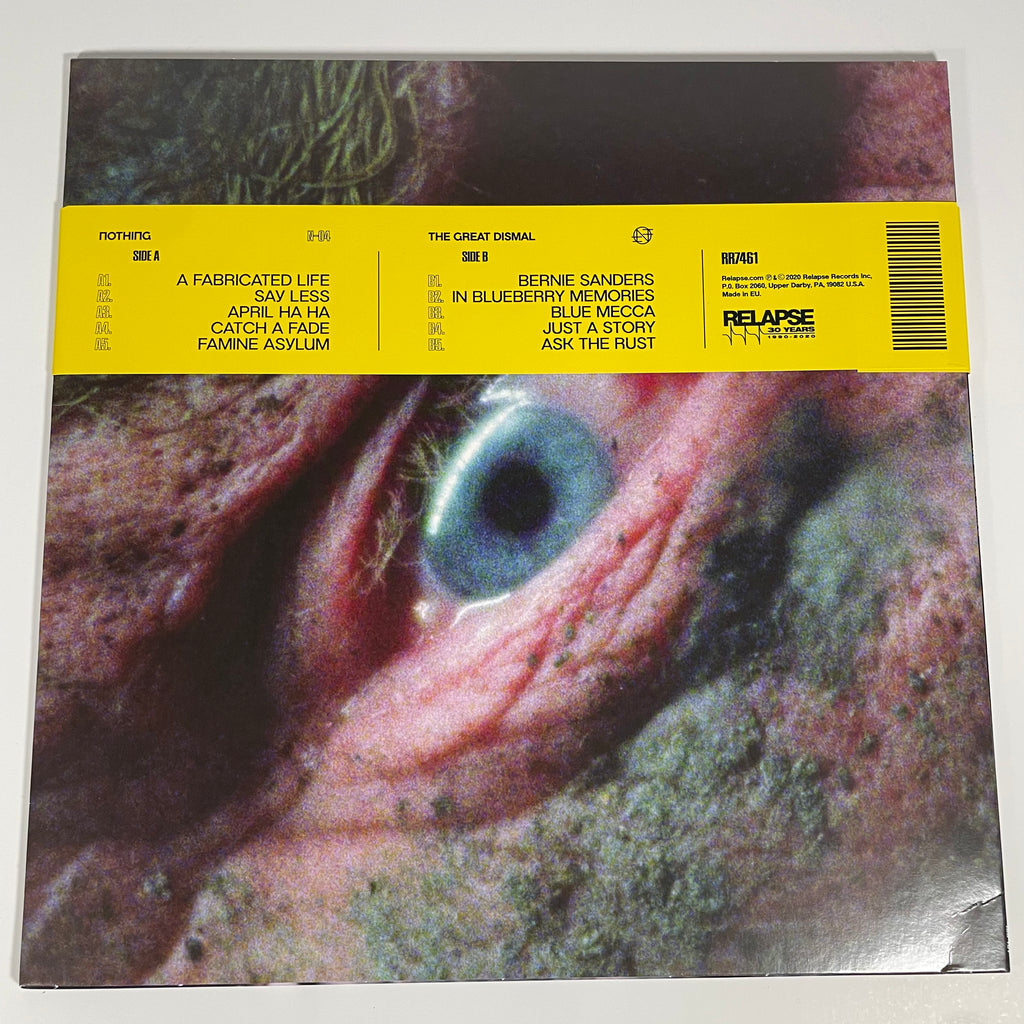 NOTHING N-04
SIDE A
A1. A FABRICATED LIFE
A2. SAY LESS
A3. APRIL HA HA
A4. CATCH A FADE
A5. FAMINE ASYLUM
THE GREAT DISMAL
SIDE B
B1. BERNIE SANDERS
B2. IN BLUEBERRY MEMORIES
B3. BLUE MECCA
B4. JUST A STORY
B5. ASK THE RUST
RR7461
Relapse.com ℗ & © 2020 Relapse Records Inc,
P.O. Box 2060, Upper Darby, PA, 19082 U.S.A.
Made in EU.
RELAPSE
30 YEARS
1990-2020